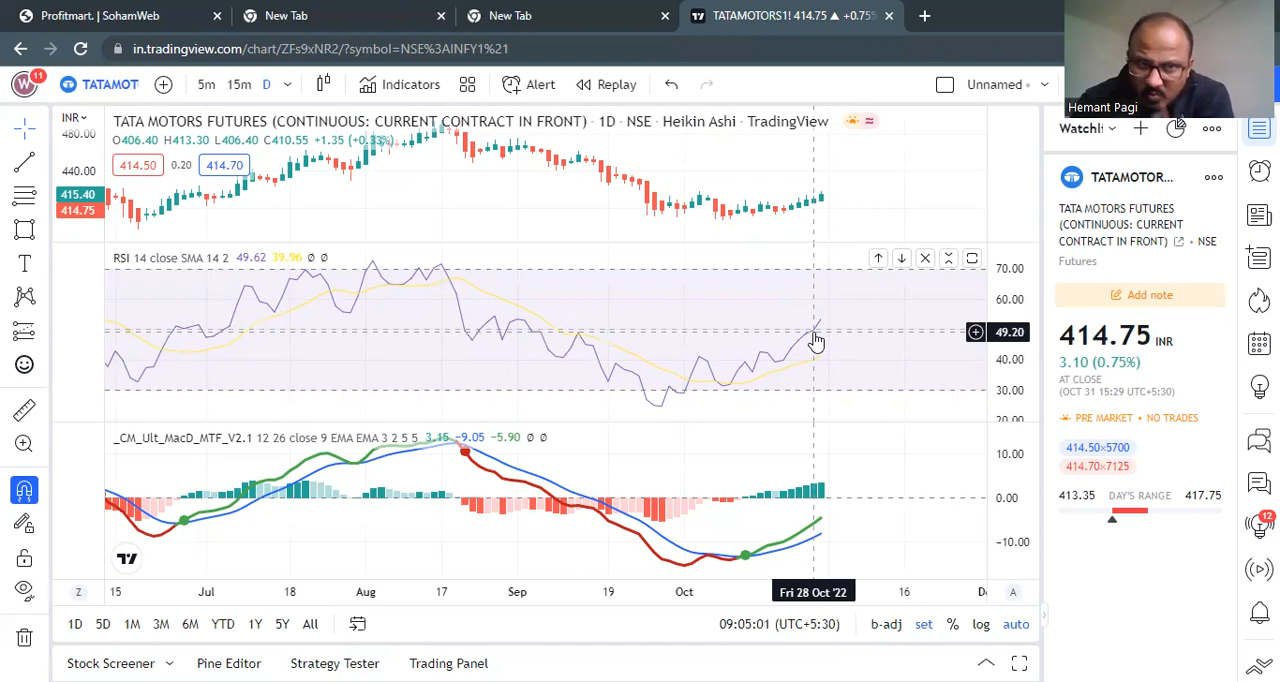 Profitmart. | SohamWeb
New Tab
New Tab
TATAMOTORS1! 414.75 ▲ +0.75%
in.tradingview.com/chart/ZFs9xNR2/?symbol=NSE%3AINFY1%21
W
11
TATAMOT
5m 15m D
Indicators
Alert
Replay
Unnamed
Hemant Pagi
INR
TATA MOTORS FUTURES (CONTINUOUS: CURRENT CONTRACT IN FRONT) · 1D · NSE · Heikin Ashi · TradingView
O406.40 H413.30 L406.40 C410.55 +1.35 (+0.33%)
414.50 0.20 414.70
480.00
440.00
415.40
414.75
RSI 14 close SMA 14 2 49.62 39.96 Ø Ø
70.00
60.00
49.20
40.00
30.00
20.00
_CM_Ult_MacD_MTF_V2.1 12 26 close 9 EMA EMA 3 2 5 5 3.15 −9.05 −5.90 Ø Ø
10.00
0.00
−10.00
Z 15 Jul 18 Aug 17 Sep 19 Oct Fri 28 Oct '22 16 A
1D 5D 1M 3M 6M YTD 1Y 5Y All
09:05:01 (UTC+5:30)
b-adj set % log auto
Stock Screener
Pine Editor
Strategy Tester
Trading Panel
Watchli
TATAMOTOR...
TATA MOTORS FUTURES
(CONTINUOUS: CURRENT
CONTRACT IN FRONT) · NSE
Futures
Add note
414.75 INR
3.10 (0.75%)
AT CLOSE
(OCT 31 15:29 UTC+5:30)
PRE MARKET • NO TRADES
414.50×5700
414.70×7125
413.35 DAY'S RANGE 417.75
12